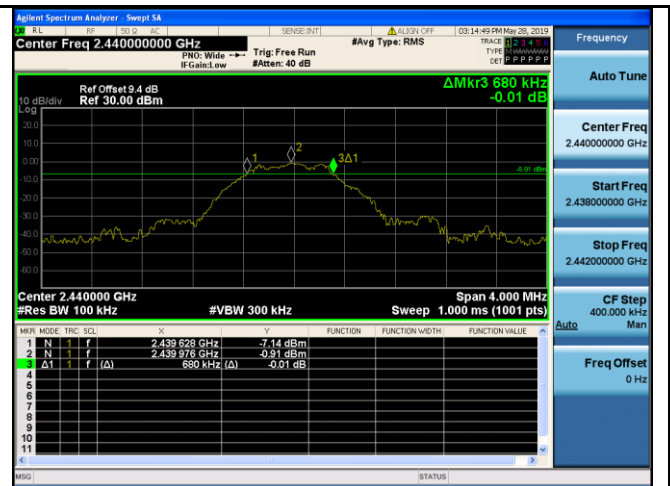 Agilent Spectrum Analyzer - Swept SA
RL RF 50 Ω AC SENSE:INT ALIGN OFF 03:14:49 PM May 28, 2019
Center Freq 2.440000000 GHz
PNO: Wide
IFGain:Low
Trig: Free Run
#Atten: 40 dB
#Avg Type: RMS
TRACE 1 2 3 4 5 6
TYPE M WWWWW
DET P P P P P P
Frequency
Ref Offset 9.4 dB
Ref 30.00 dBm
ΔMkr3 680 kHz
-0.01 dB
10 dB/div
Log
20.0
10.0
0.00
-10.0
-20.0
-30.0
-40.0
-50.0
-60.0
1
2
3Δ1
-6.91 dBm
Center 2.440000 GHz
#Res BW 100 kHz
#VBW 300 kHz
Span 4.000 MHz
Sweep 1.000 ms (1001 pts)
MKR MODE TRC SCL X Y FUNCTION FUNCTION WIDTH FUNCTION VALUE
1 N 1 f 2.439 628 GHz -7.14 dBm
2 N 1 f 2.439 976 GHz -0.91 dBm
3 Δ1 1 f (Δ) 680 kHz (Δ) -0.01 dB
4
5
6
7
8
9
10
11
MSG
STATUS
Auto Tune
Center Freq
2.440000000 GHz
Start Freq
2.438000000 GHz
Stop Freq
2.442000000 GHz
CF Step
400.000 kHz
Auto Man
Freq Offset
0 Hz